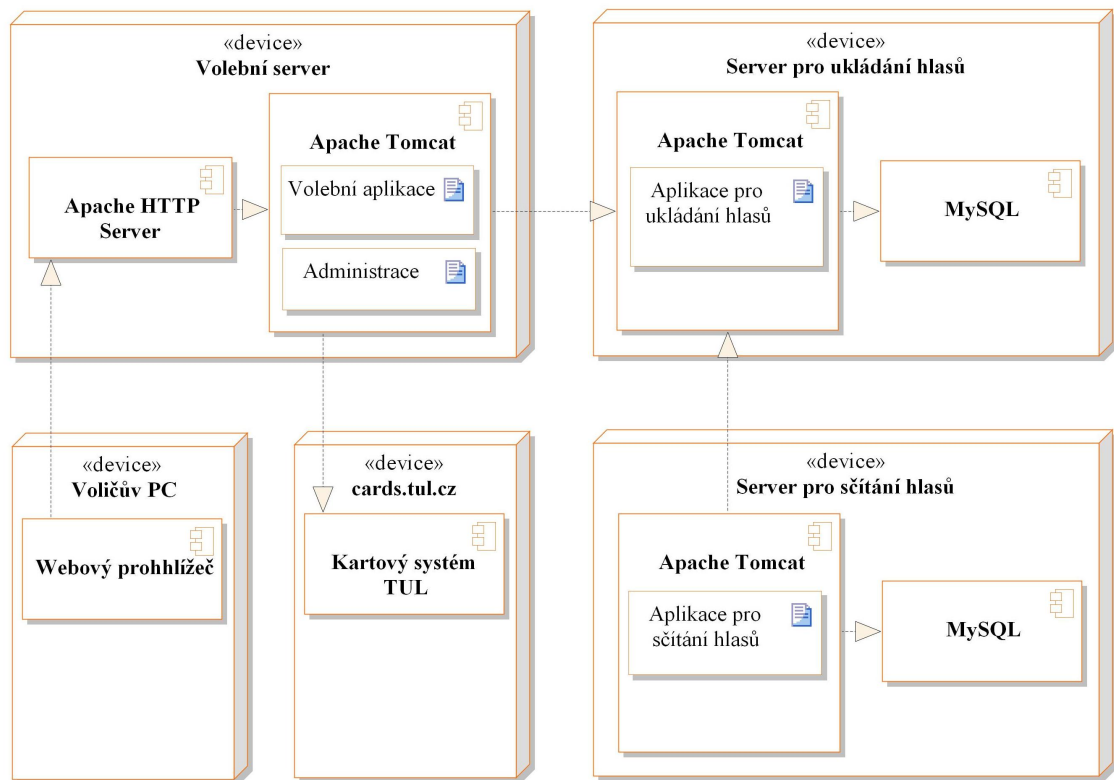 «device»
Volební server
Apache HTTP
Server
Apache Tomcat
Volební aplikace
Administrace
«device»
Server pro ukládání hlasů
Apache Tomcat
Aplikace pro
ukládání hlasů
MySQL
«device»
Voličův PC
Webový prohhlížeč
«device»
cards.tul.cz
Kartový systém
TUL
«device»
Server pro sčítání hlasů
Apache Tomcat
Aplikace pro
sčítání hlasů
MySQL